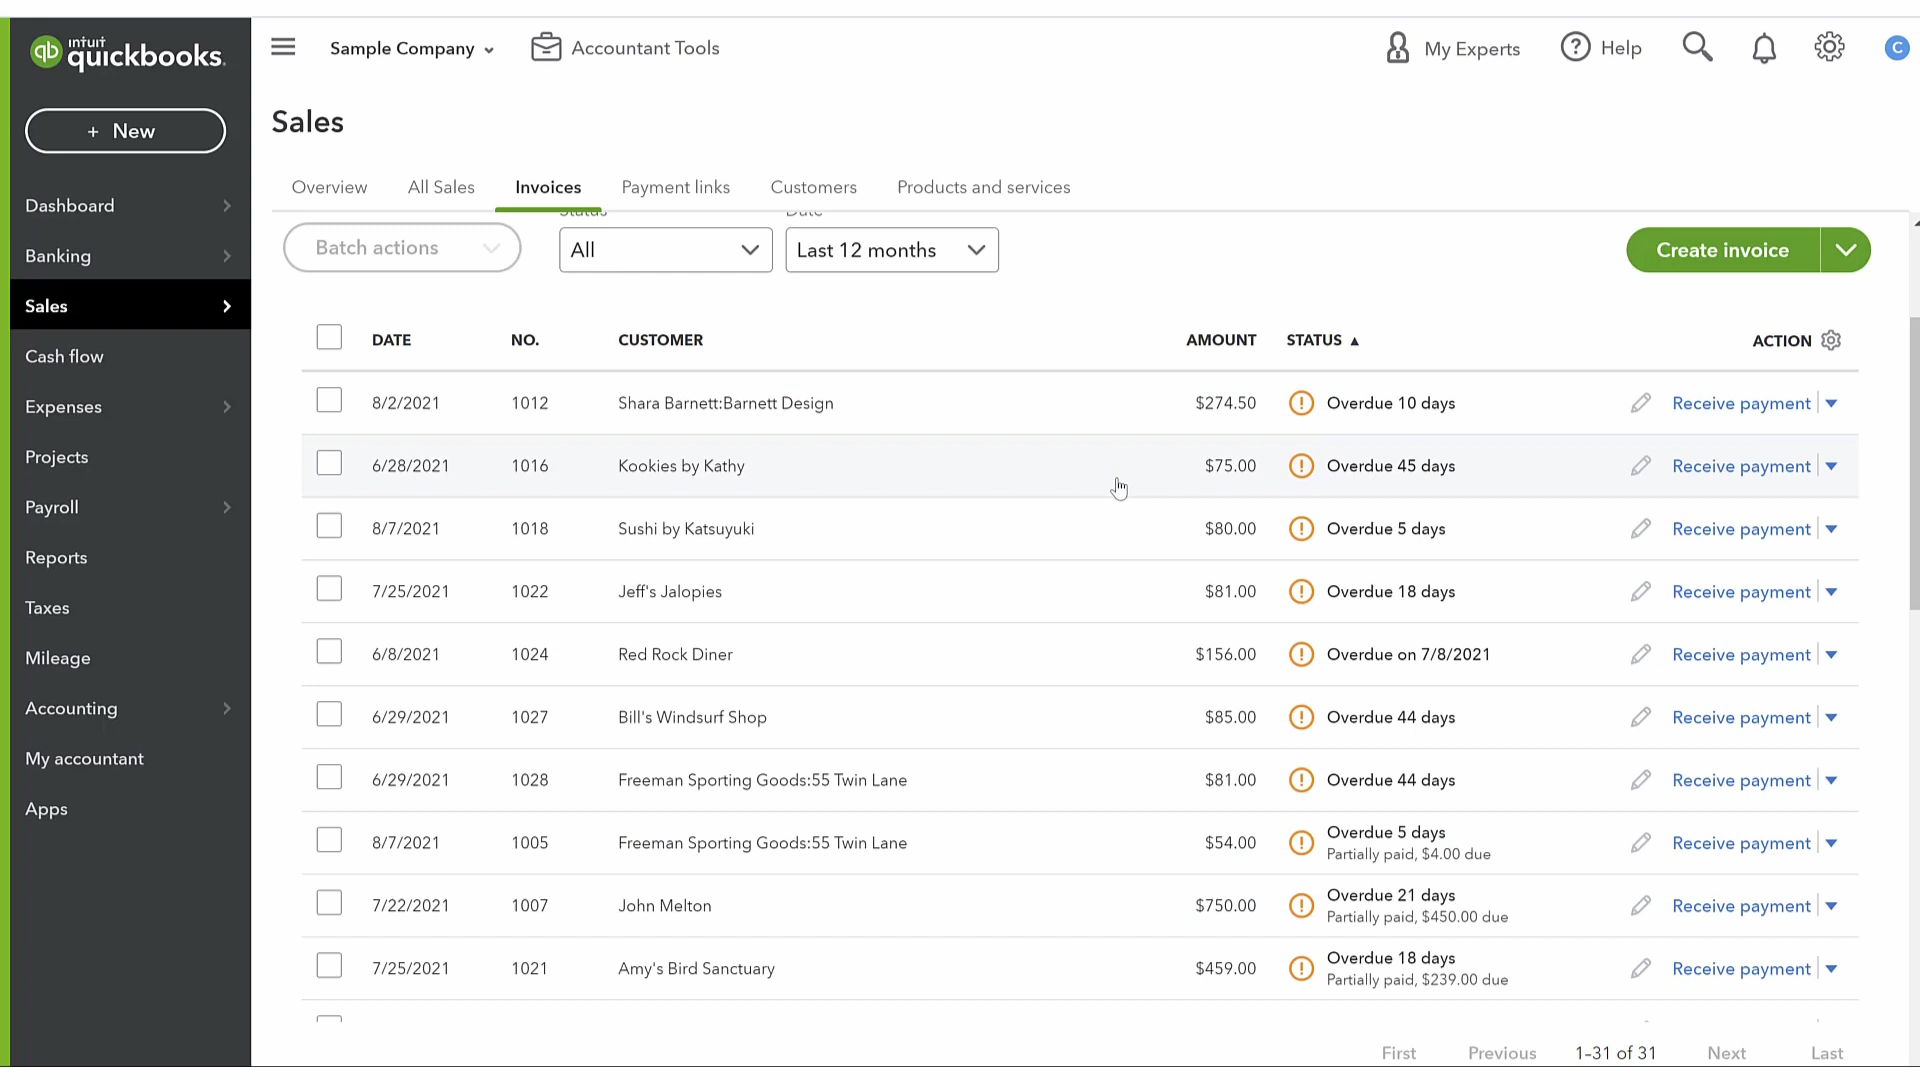 intuit
quickbooks.
Sample Company
Accountant Tools
My Experts
Help
C
+ New
Sales
Overview
All Sales
Invoices
Payment links
Customers
Products and services
Dashboard
Banking
Sales
Cash flow
Expenses
Projects
Payroll
Reports
Taxes
Mileage
Accounting
My accountant
Apps
Status
Date
Batch actions
All
Last 12 months
Create invoice
DATE NO. CUSTOMER AMOUNT STATUS ▲ ACTION
8/2/2021 1012 Shara Barnett:Barnett Design $274.50 Overdue 10 days Receive payment
6/28/2021 1016 Kookies by Kathy $75.00 Overdue 45 days Receive payment
8/7/2021 1018 Sushi by Katsuyuki $80.00 Overdue 5 days Receive payment
7/25/2021 1022 Jeff's Jalopies $81.00 Overdue 18 days Receive payment
6/8/2021 1024 Red Rock Diner $156.00 Overdue on 7/8/2021 Receive payment
6/29/2021 1027 Bill's Windsurf Shop $85.00 Overdue 44 days Receive payment
6/29/2021 1028 Freeman Sporting Goods:55 Twin Lane $81.00 Overdue 44 days Receive payment
8/7/2021 1005 Freeman Sporting Goods:55 Twin Lane $54.00 Overdue 5 days Receive payment
Partially paid, $4.00 due
7/22/2021 1007 John Melton $750.00 Overdue 21 days Receive payment
Partially paid, $450.00 due
7/25/2021 1021 Amy's Bird Sanctuary $459.00 Overdue 18 days Receive payment
Partially paid, $239.00 due
First Previous 1-31 of 31 Next Last